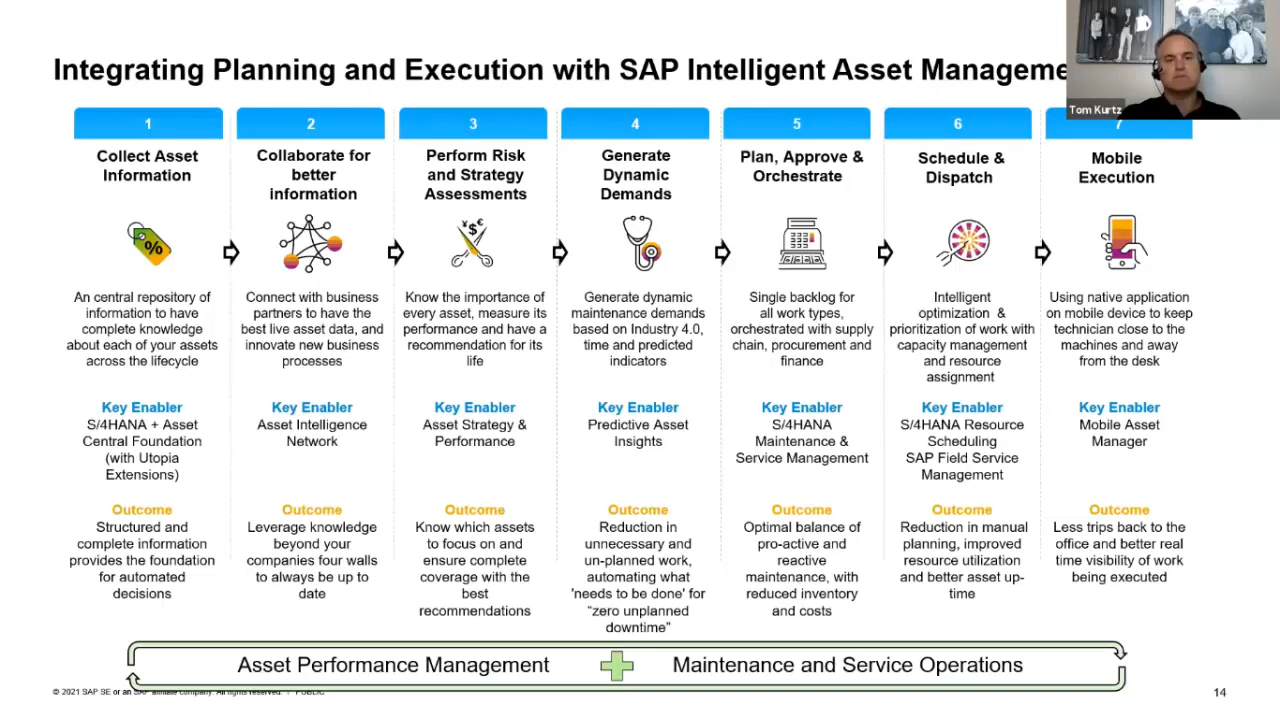 Integrating Planning and Execution with SAP Intelligent Asset Manageme
Tom Kurtz
1
Collect Asset
Information
%
An central repository of
information to have
complete knowledge
about each of your assets
across the lifecycle
Key Enabler
S/4HANA + Asset
Central Foundation
(with Utopia
Extensions)
Outcome
Structured and
complete information
provides the foundation
for automated
decisions
2
Collaborate for
better
information
Connect with business
partners to have the
best live asset data, and
innovate new business
processes
Key Enabler
Asset Intelligence
Network
Outcome
Leverage knowledge
beyond your
companies four walls
to always be up to
date
3
Perform Risk
and Strategy
Assessments
¥$€
Know the importance of
every asset, measure its
performance and have a
recommendation for its
life
Key Enabler
Asset Strategy &
Performance
Outcome
Know which assets
to focus on and
ensure complete
coverage with the
best
recommendations
4
Generate
Dynamic
Demands
Generate dynamic
maintenance demands
based on Industry 4.0,
time and predicted
indicators
Key Enabler
Predictive Asset
Insights
Outcome
Reduction in
unnecessary and
un-planned work,
automating what
'needs to be done' for
“zero unplanned
downtime”
5
Plan, Approve &
Orchestrate
Single backlog for
all work types,
orchestrated with supply
chain, procurement and
finance
Key Enabler
S/4HANA
Maintenance &
Service Management
Outcome
Optimal balance of
pro-active and
reactive
maintenance, with
reduced inventory
and costs
6
Schedule &
Dispatch
Intelligent
optimization &
prioritization of work with
capacity management
and resource
assignment
Key Enabler
S/4HANA Resource
Scheduling
SAP Field Service
Management
Outcome
Reduction in manual
planning, improved
resource utilization
and better asset up-
time
7
Mobile
Execution
Using native application
on mobile device to keep
technician close to the
machines and away
from the desk
Key Enabler
Mobile Asset
Manager
Outcome
Less trips back to the
office and better real
time visibility of work
being executed
Asset Performance Management
Maintenance and Service Operations
© 2021 SAP SE or an SAP affiliate company. All rights reserved. | PUBLIC
14